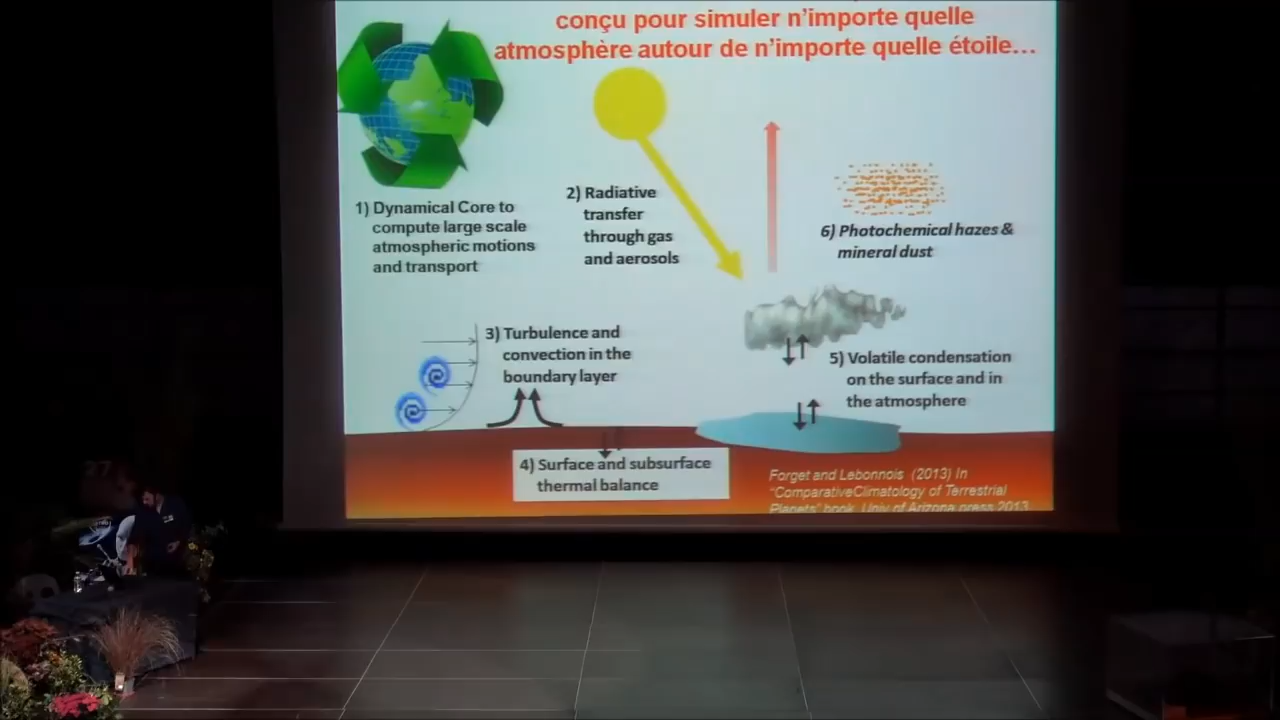 conçu pour simuler n’importe quelle
atmosphère autour de n’importe quelle étoile…
1) Dynamical Core to
compute large scale
atmospheric motions
and transport
2) Radiative
transfer
through gas
and aerosols
6) Photochemical hazes &
mineral dust
3) Turbulence and
convection in the
boundary layer
5) Volatile condensation
on the surface and in
the atmosphere
4) Surface and subsurface
thermal balance
Forget and Lebonnois (2013) In
“ComparativeClimatology of Terrestrial
Planets” book, Univ of Arizona press 2013
27